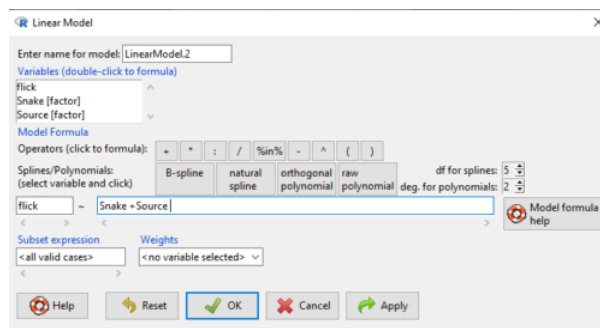 Linear Model
Enter name for model: LinearModel.2
Variables (double-click to formula)
flick
Snake [factor]
Source [factor]
Model Formula
Operators (click to formula): + * : / %in% - ^ ( )
Splines/Polynomials:
(select variable and click)
B-spline
natural
spline
orthogonal
polynomial
raw
polynomial
df for splines: 5
deg. for polynomials: 2
flick ~ Snake +Source
Model formula
help
Subset expression Weights
<all valid cases> <no variable selected>
Help Reset OK Cancel Apply